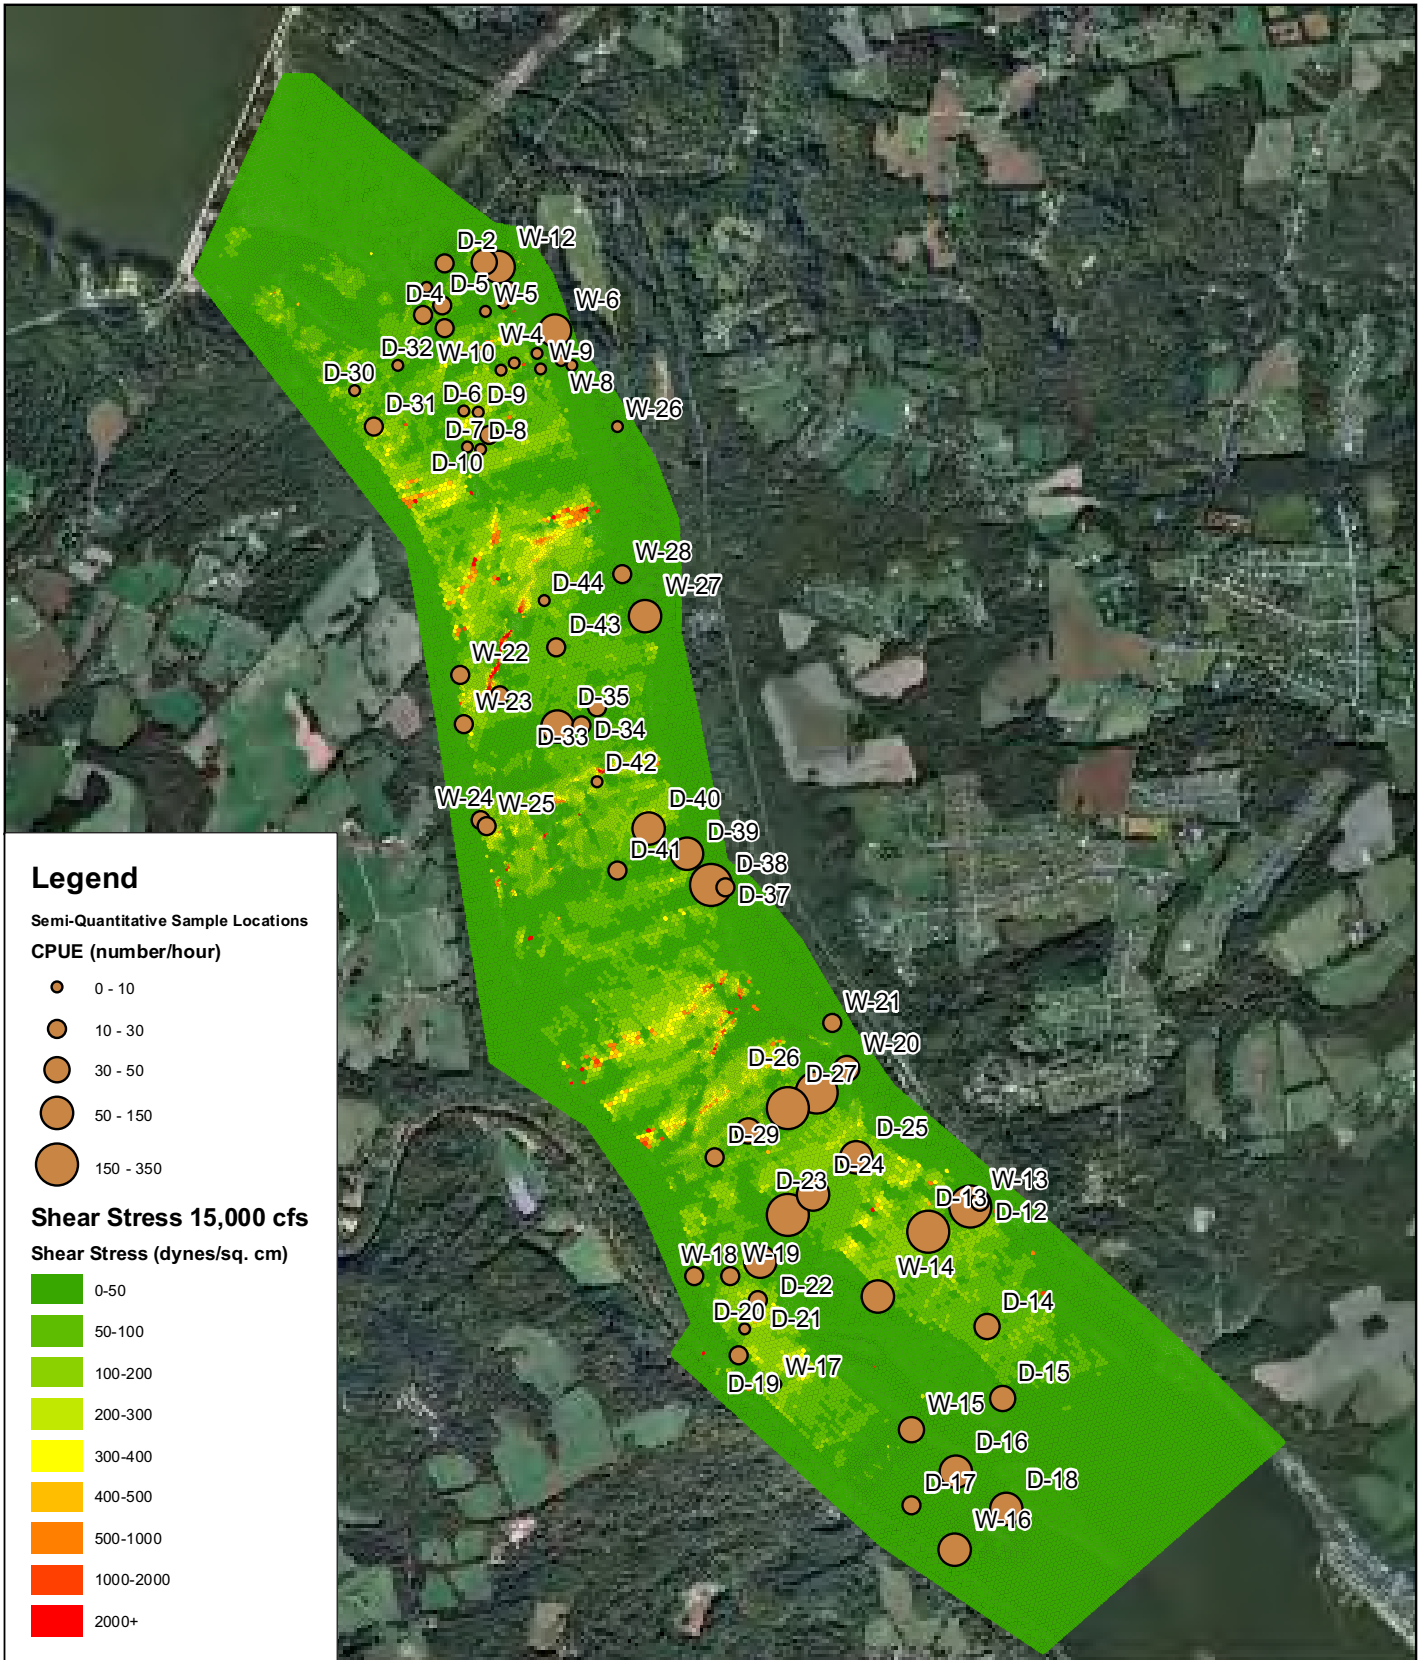 D-2
W-12
D-5
D-4
W-5
W-6
W-4
D-32
W-10
W-9
D-30
W-8
D-6
D-9
D-31
W-26
D-7
D-8
D-10
W-28
D-44
W-27
D-43
W-22
W-23
D-35
D-33
D-34
D-42
W-24
W-25
D-40
D-39
D-41
D-38
D-37
W-21
W-20
D-26
D-27
D-29
D-25
D-24
D-23
W-13
D-13
D-12
W-18
W-19
W-14
D-22
D-20
D-21
D-14
W-17
D-19
D-15
W-15
D-16
D-17
D-18
W-16
Legend
Semi-Quantitative Sample Locations
CPUE (number/hour)
0 - 10
10 - 30
30 - 50
50 - 150
150 - 350
Shear Stress 15,000 cfs
Shear Stress (dynes/sq. cm)
0-50
50-100
100-200
200-300
300-400
400-500
500-1000
1000-2000
2000+